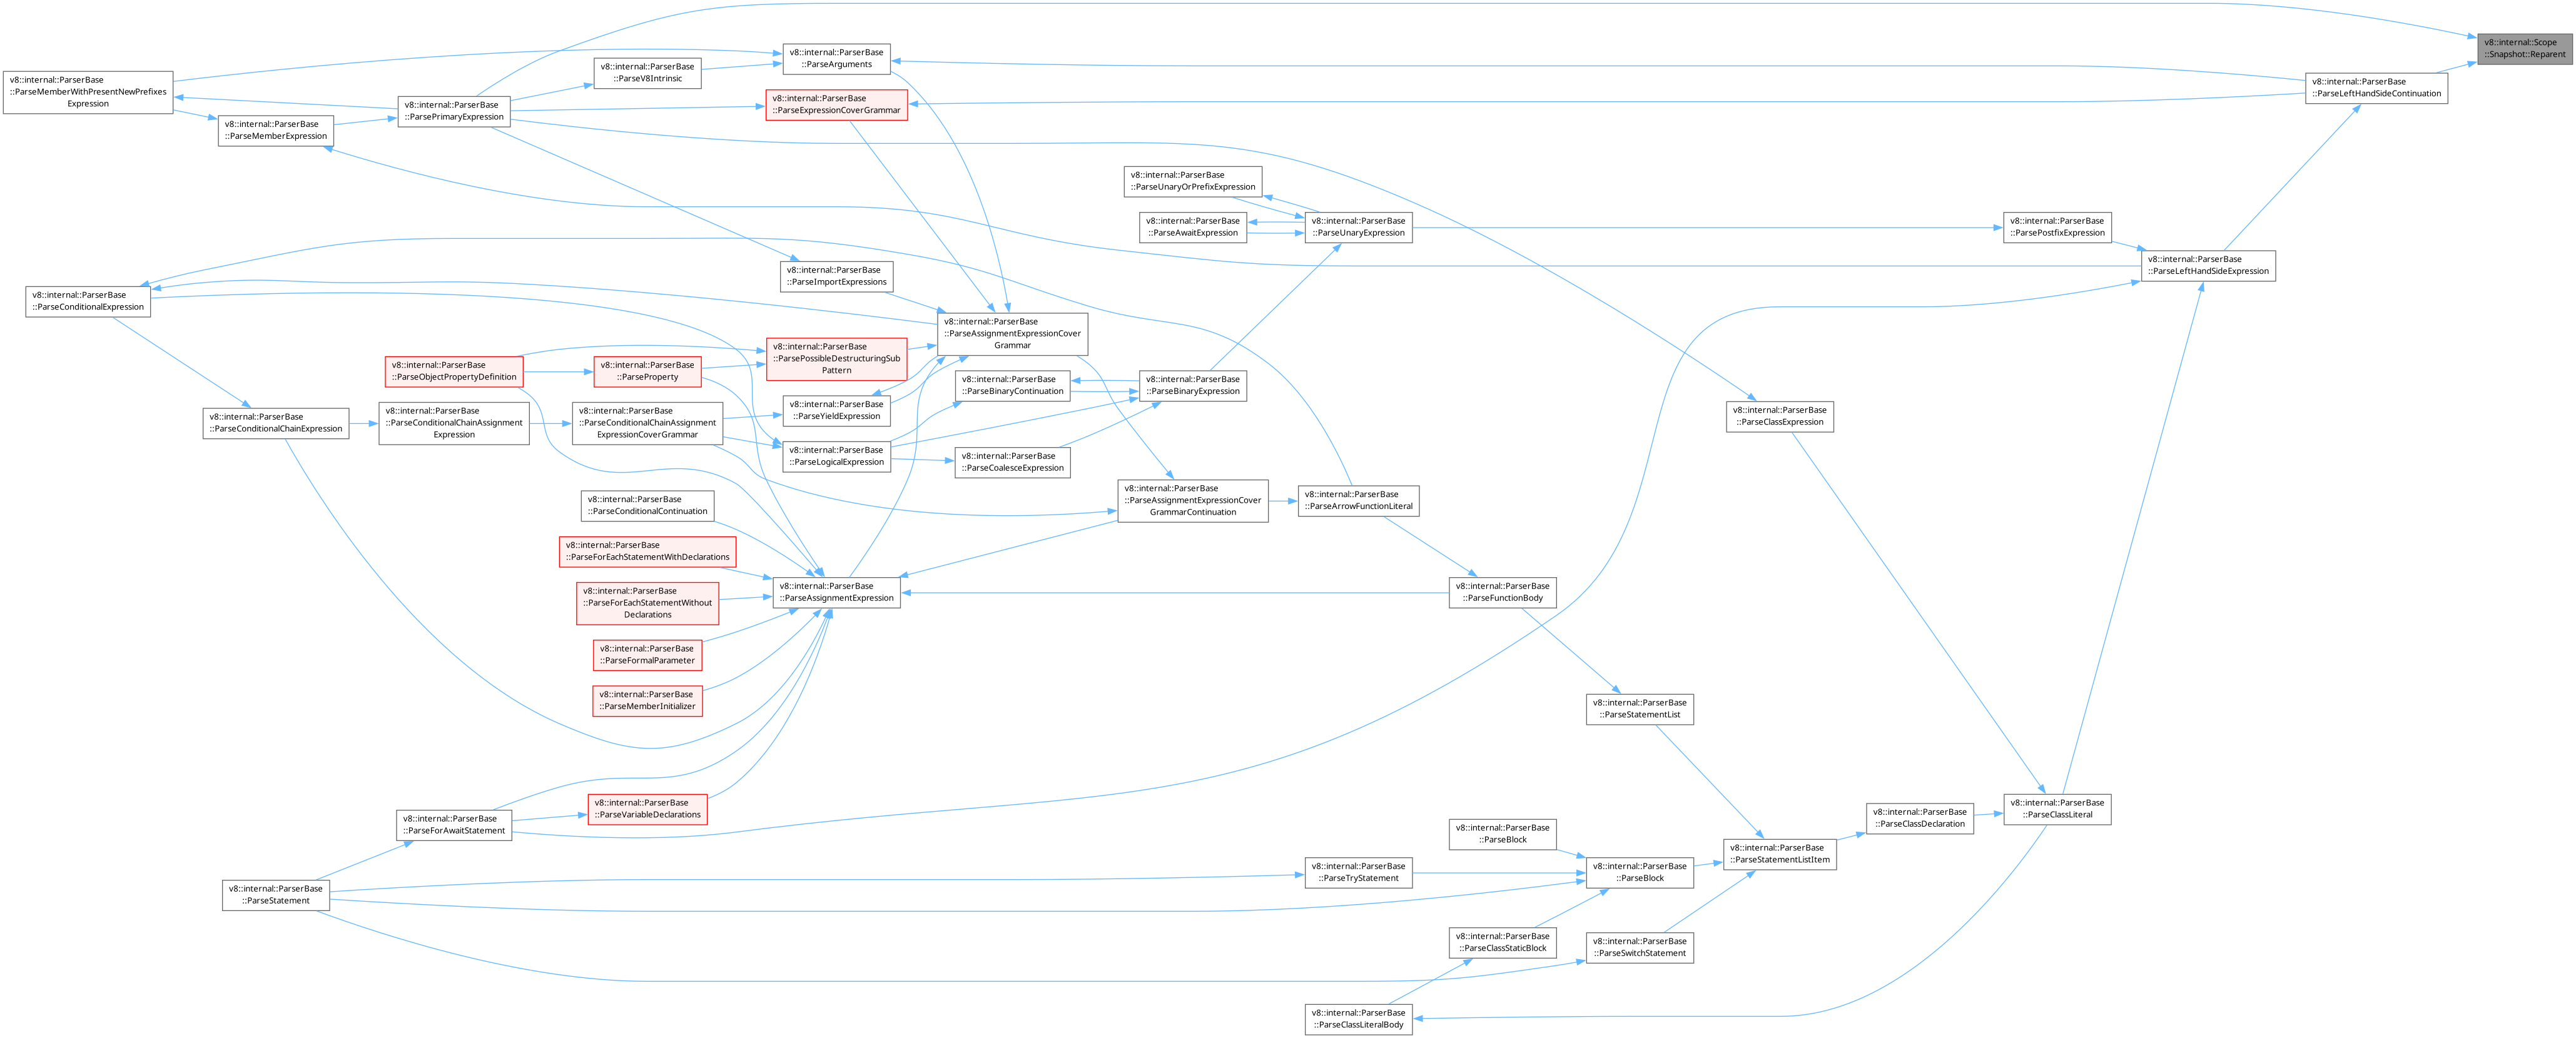 v8::internal::Scope
::Snapshot::Reparent
v8::internal::ParserBase
::ParseArguments
v8::internal::ParserBase
::ParseV8Intrinsic
v8::internal::ParserBase
::ParseMemberWithPresentNewPrefixes
Expression
v8::internal::ParserBase
::ParseLeftHandSideContinuation
v8::internal::ParserBase
::ParseExpressionCoverGrammar
v8::internal::ParserBase
::ParsePrimaryExpression
v8::internal::ParserBase
::ParseMemberExpression
v8::internal::ParserBase
::ParseUnaryOrPrefixExpression
v8::internal::ParserBase
::ParseAwaitExpression
v8::internal::ParserBase
::ParseUnaryExpression
v8::internal::ParserBase
::ParsePostfixExpression
v8::internal::ParserBase
::ParseLeftHandSideExpression
v8::internal::ParserBase
::ParseImportExpressions
v8::internal::ParserBase
::ParseConditionalExpression
v8::internal::ParserBase
::ParseAssignmentExpressionCover
Grammar
v8::internal::ParserBase
::ParsePossibleDestructuringSub
Pattern
v8::internal::ParserBase
::ParseObjectPropertyDefinition
v8::internal::ParserBase
::ParseProperty
v8::internal::ParserBase
::ParseBinaryContinuation
v8::internal::ParserBase
::ParseBinaryExpression
v8::internal::ParserBase
::ParseYieldExpression
v8::internal::ParserBase
::ParseClassExpression
v8::internal::ParserBase
::ParseConditionalChainExpression
v8::internal::ParserBase
::ParseConditionalChainAssignment
Expression
v8::internal::ParserBase
::ParseConditionalChainAssignment
ExpressionCoverGrammar
v8::internal::ParserBase
::ParseLogicalExpression
v8::internal::ParserBase
::ParseCoalesceExpression
v8::internal::ParserBase
::ParseAssignmentExpressionCover
GrammarContinuation
v8::internal::ParserBase
::ParseArrowFunctionLiteral
v8::internal::ParserBase
::ParseConditionalContinuation
v8::internal::ParserBase
::ParseForEachStatementWithDeclarations
v8::internal::ParserBase
::ParseForEachStatementWithout
Declarations
v8::internal::ParserBase
::ParseAssignmentExpression
v8::internal::ParserBase
::ParseFunctionBody
v8::internal::ParserBase
::ParseFormalParameter
v8::internal::ParserBase
::ParseMemberInitializer
v8::internal::ParserBase
::ParseStatementList
v8::internal::ParserBase
::ParseVariableDeclarations
v8::internal::ParserBase
::ParseForAwaitStatement
v8::internal::ParserBase
::ParseClassDeclaration
v8::internal::ParserBase
::ParseClassLiteral
v8::internal::ParserBase
::ParseBlock
v8::internal::ParserBase
::ParseStatementListItem
v8::internal::ParserBase
::ParseTryStatement
v8::internal::ParserBase
::ParseBlock
v8::internal::ParserBase
::ParseStatement
v8::internal::ParserBase
::ParseClassStaticBlock
v8::internal::ParserBase
::ParseSwitchStatement
v8::internal::ParserBase
::ParseClassLiteralBody